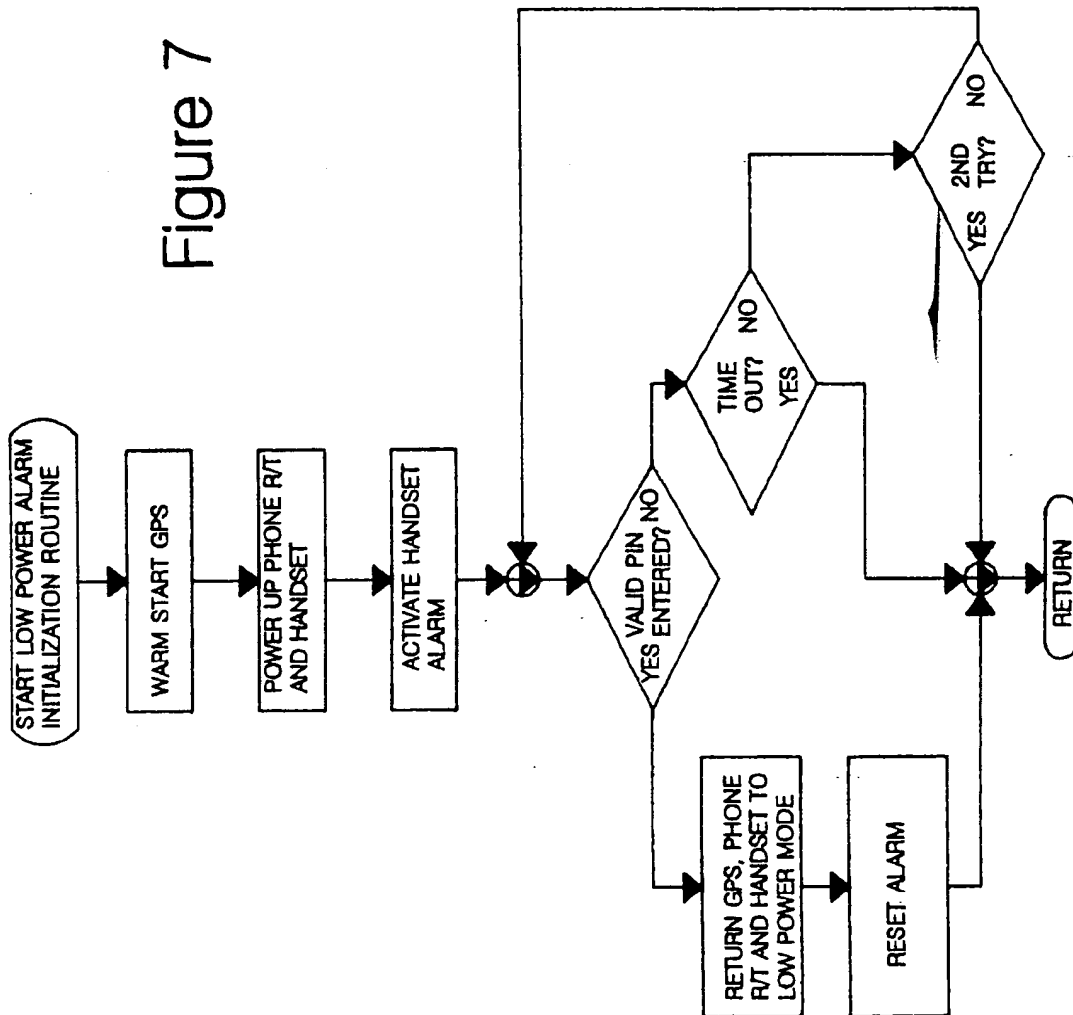 Figure 7
START LOW POWER ALARM
INITIALIZATION ROUTINE
WARM START GPS
POWER UP PHONE R/T
AND HANDSET
ACTIVATE HANDSET
ALARM
YES
VALID PIN
ENTERED?
NO
TIME
OUT?
NO
YES
2ND
TRY?
NO
YES
RETURN GPS, PHONE
R/T AND HANDSET TO
LOW POWER MODE
RESET ALARM
RETURN